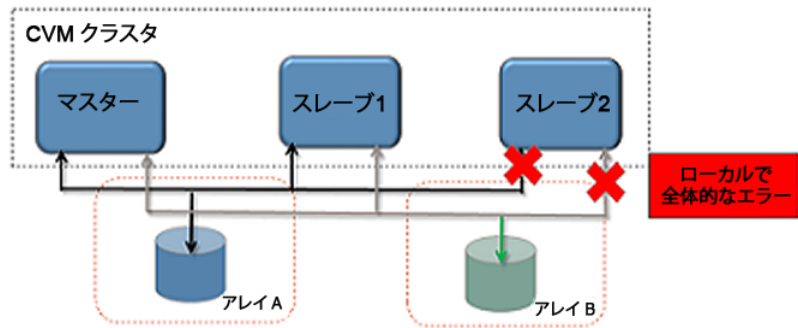 CVM クラスタ
マスター
スレーブ1
スレーブ2
ローカルで
全体的なエラー
アレイ A
アレイ B